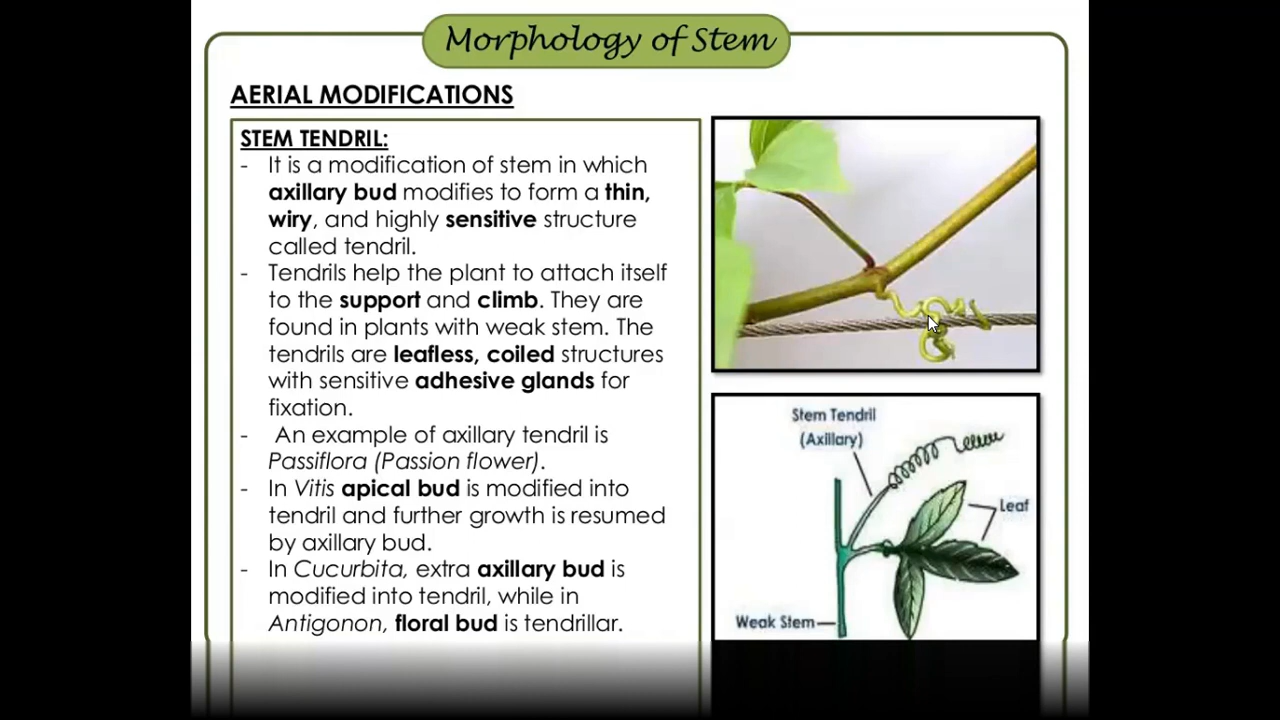 Morphology of Stem
AERIAL MODIFICATIONS
STEM TENDRIL:
- It is a modification of stem in which
axillary bud modifies to form a thin,
wiry, and highly sensitive structure
called tendril.
- Tendrils help the plant to attach itself
to the support and climb. They are
found in plants with weak stem. The
tendrils are leafless, coiled structures
with sensitive adhesive glands for
fixation.
- An example of axillary tendril is
Passiflora (Passion flower).
- In Vitis apical bud is modified into
tendril and further growth is resumed
by axillary bud.
- In Cucurbita, extra axillary bud is
modified into tendril, while in
Antigonon, floral bud is tendrillar.
Stem Tendril
(Axillary)
Leaf
Weak Stem